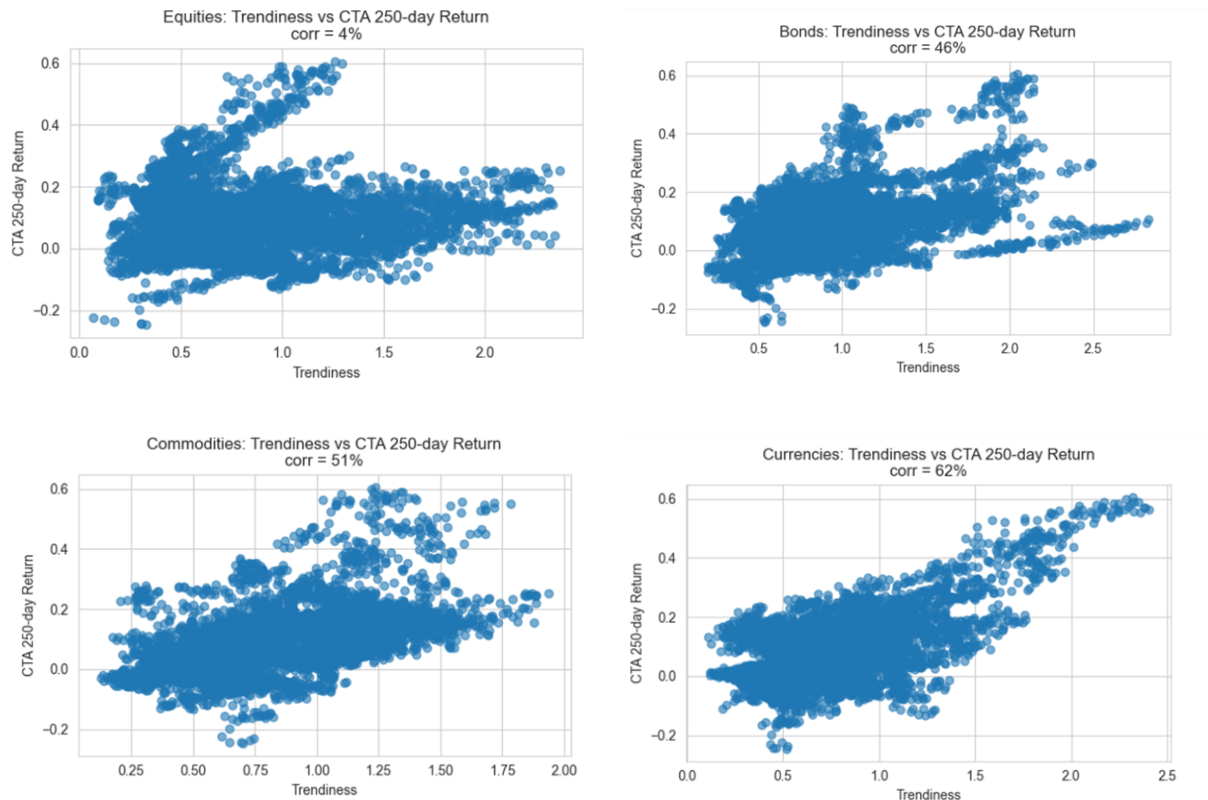 Equities: Trendiness vs CTA 250-day Return
corr = 4%
0.6
0.4
0.2
0.0
−0.2
CTA 250-day Return
0.0 0.5 1.0 1.5 2.0
Trendiness
Bonds: Trendiness vs CTA 250-day Return
corr = 46%
0.6
0.4
0.2
0.0
−0.2
CTA 250-day Return
0.5 1.0 1.5 2.0 2.5
Trendiness
Commodities: Trendiness vs CTA 250-day Return
corr = 51%
0.6
0.4
0.2
0.0
−0.2
CTA 250-day Return
0.25 0.50 0.75 1.00 1.25 1.50 1.75 2.00
Trendiness
Currencies: Trendiness vs CTA 250-day Return
corr = 62%
0.6
0.4
0.2
0.0
−0.2
CTA 250-day Return
0.0 0.5 1.0 1.5 2.0 2.5
Trendiness